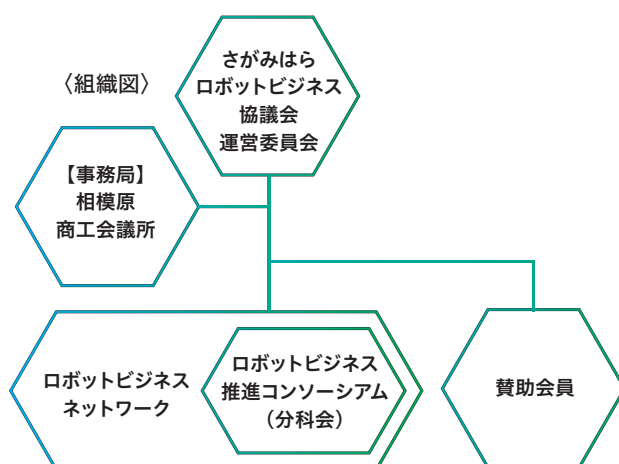 〈組織図〉
さがみはら
ロボットビジネス
協議会
運営委員会
【事務局】
相模原
商工会議所
ロボットビジネス
ネットワーク
ロボットビジネス
推進コンソーシアム
（分科会）
賛助会員